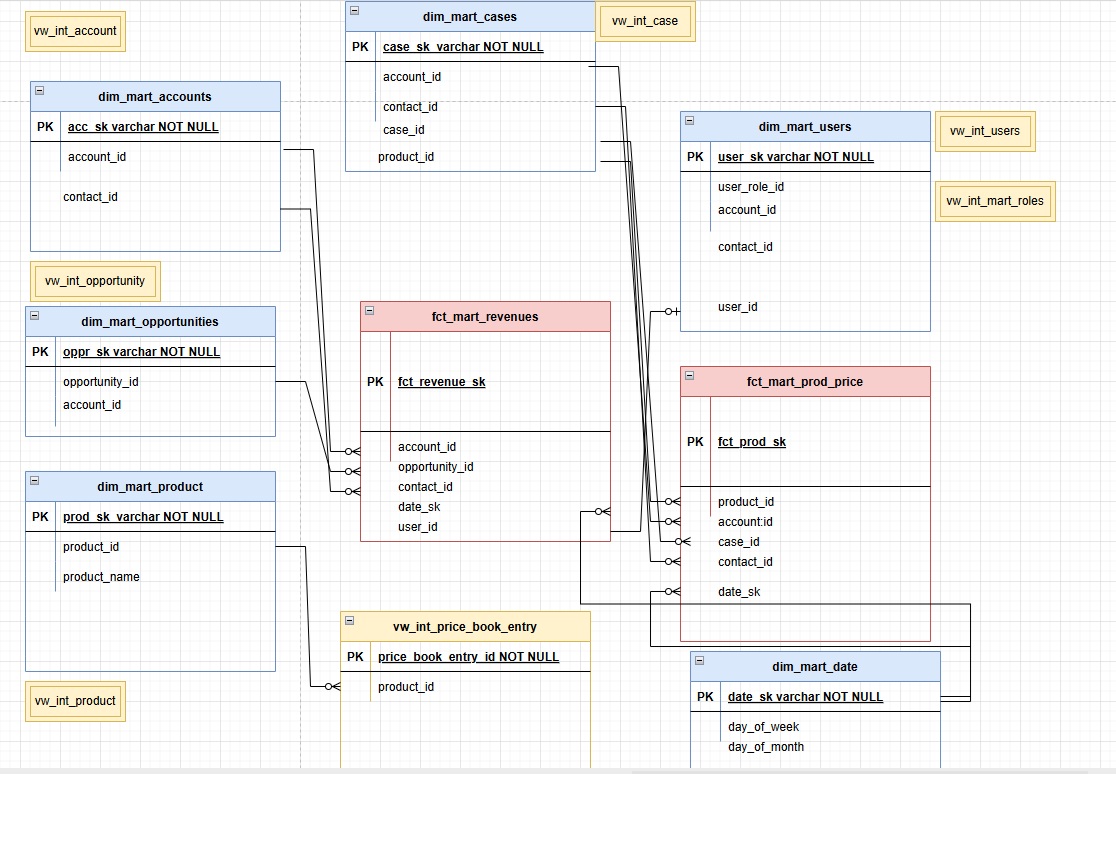 vw_int_account
dim_mart_cases
vw_int_case
PK case_sk varchar NOT NULL
account_id
contact_id
case_id
product_id
dim_mart_accounts
PK acc_sk varchar NOT NULL
account_id
contact_id
dim_mart_users
PK user_sk varchar NOT NULL
user_role_id
account_id
contact_id
user_id
vw_int_users
vw_int_mart_roles
vw_int_opportunity
dim_mart_opportunities
PK oppr_sk varchar NOT NULL
opportunity_id
account_id
fct_mart_revenues
PK fct_revenue_sk
account_id
opportunity_id
contact_id
date_sk
user_id
fct_mart_prod_price
PK fct_prod_sk
product_id
account:id
case_id
contact_id
date_sk
dim_mart_product
PK prod_sk varchar NOT NULL
product_id
product_name
vw_int_product
vw_int_price_book_entry
PK price_book_entry_id NOT NULL
product_id
dim_mart_date
PK date_sk varchar NOT NULL
day_of_week
day_of_month